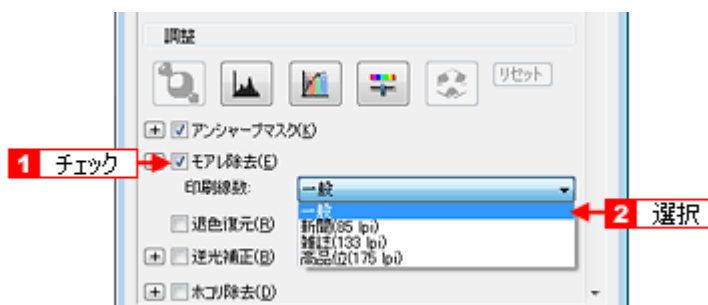 調整
リセット
アンシャープマスク(K)
1 チェック
モアレ除去(E)
印刷線数: 一般
一般
2 選択
新聞(85 lpi)
雑誌(133 lpi)
高品位(175 lpi)
退色復元(R)
逆光補正(B)
ホコリ除去(D)